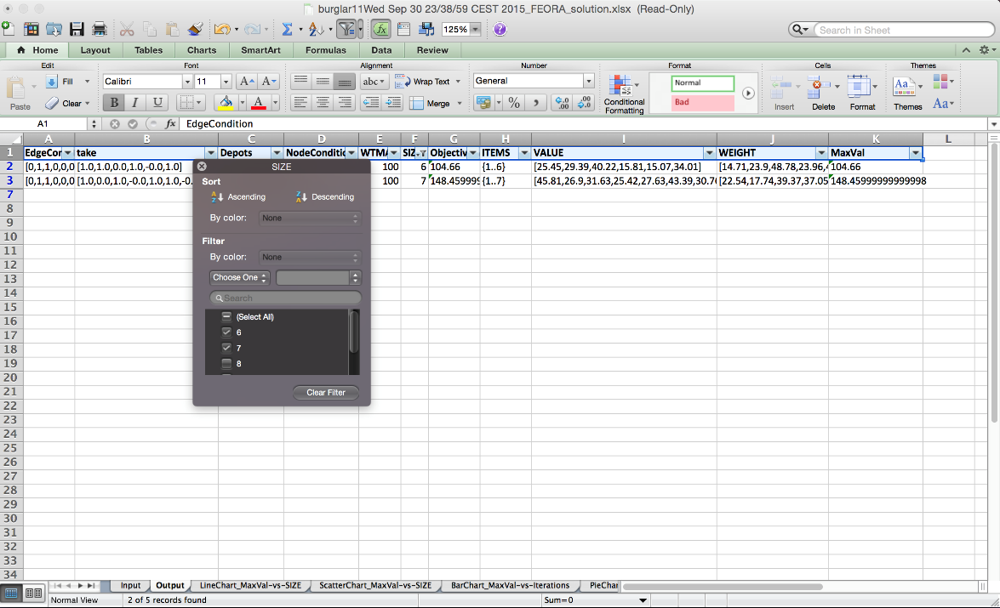 burglar11Wed Sep 30 23/38/59 CEST 2015_FEORA_solution.xlsx (Read-Only)
125% ?
Search in Sheet
Home Layout Tables Charts SmartArt Formulas Data Review
Edit Font Alignment Number Format Cells Themes
Paste Fill Calibri 11 A A abc Wrap Text General Conditional Formatting Normal Insert Delete Format Themes Aa
Clear B I U A Merge % Bad Aa
A1 fx EdgeCondition
A B C D E F G H I J K L
1 EdgeCor take Depots NodeConditic WTMA SIZ Objectiv ITEMS VALUE WEIGHT MaxVal
2 [0,1,1,0,0,0 [1.0,1.0,0.0,1.0,-0.0,1.0] 100 6 104.66 {1..6} [25.45,29.39,40.22,15.81,15.07,34.01] [14.71,23.9,48.78,23.96, 104.66
3 [0,1,1,0,0,0 [1.0,0.0,1.0,-0.0,1.0,1.0,-0. 100 7 148.45999 {1..7} [45.81,26.9,31.63,25.42,27.63,43.39,30.7 [22.54,17.74,39.37,37.05 148.45999999999998
7
8
9
10
11
12
13
14
15
16
17
18
19
20
21
22
23
24
25
26
27
28
29
30
31
32
33
34
SIZE
Sort
Ascending Descending
By color: None
Filter
By color: None
Choose One
Search
(Select All)
6
7
8
Clear Filter
Input Output LineChart_MaxVal-vs-SIZE ScatterChart_MaxVal-vs-SIZE BarChart_MaxVal-vs-Iterations PieChar
Normal View 2 of 5 records found Sum=0